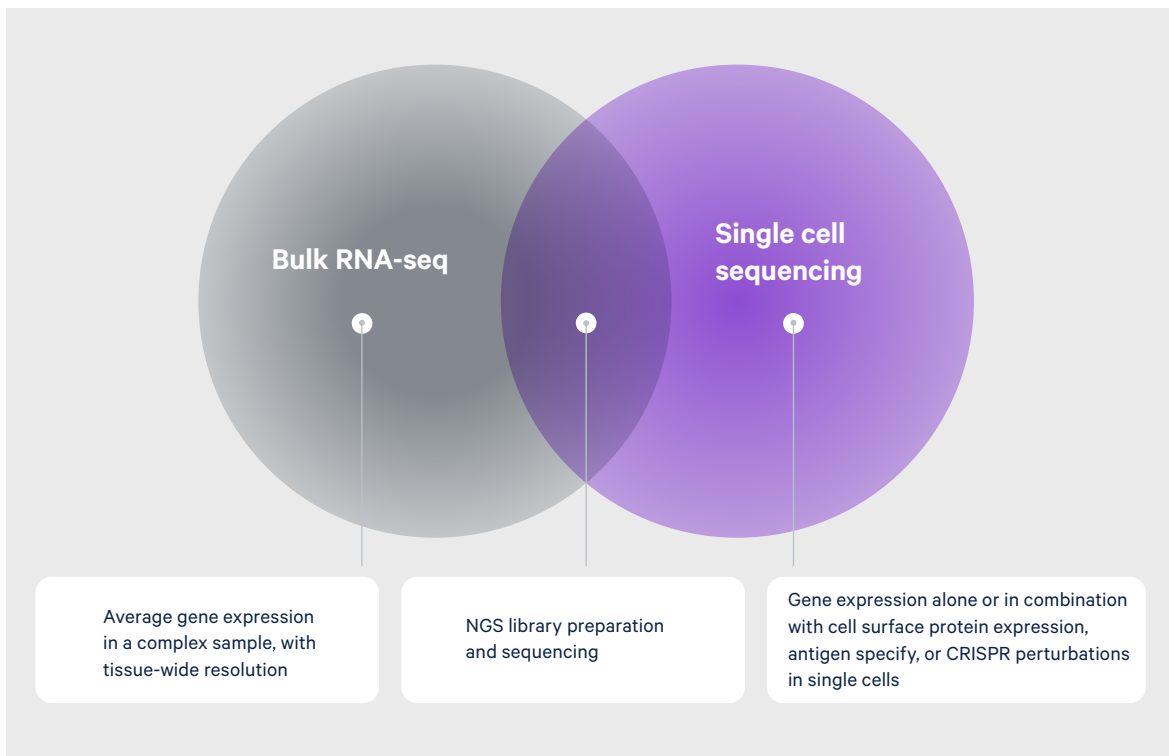 Bulk RNA-seq
Single cell
sequencing
Average gene expression
in a complex sample, with
tissue-wide resolution
NGS library preparation
and sequencing
Gene expression alone or in combination
with cell surface protein expression,
antigen specify, or CRISPR perturbations
in single cells